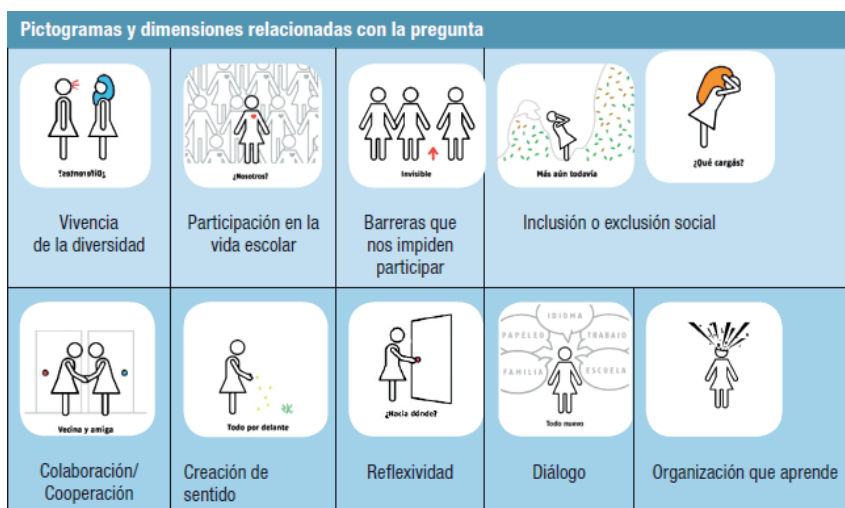 Pictogramas y dimensiones relacionadas con la pregunta
¿Diferentes?
¿Nosotros?
Invisible
Más aún todavía
¿Qué cargás?
Vivencia
de la diversidad
Participación en la
vida escolar
Barreras que
nos impiden
participar
Inclusión o exclusión social
Vecina y amiga
Todo por delante
¿Hacia dónde?
IDIOMA
PAPELEO
TRABAJO
FAMILIA
ESCUELA
Todo nuevo
Colaboración/
Cooperación
Creación de
sentido
Reflexividad
Diálogo
Organización que aprende